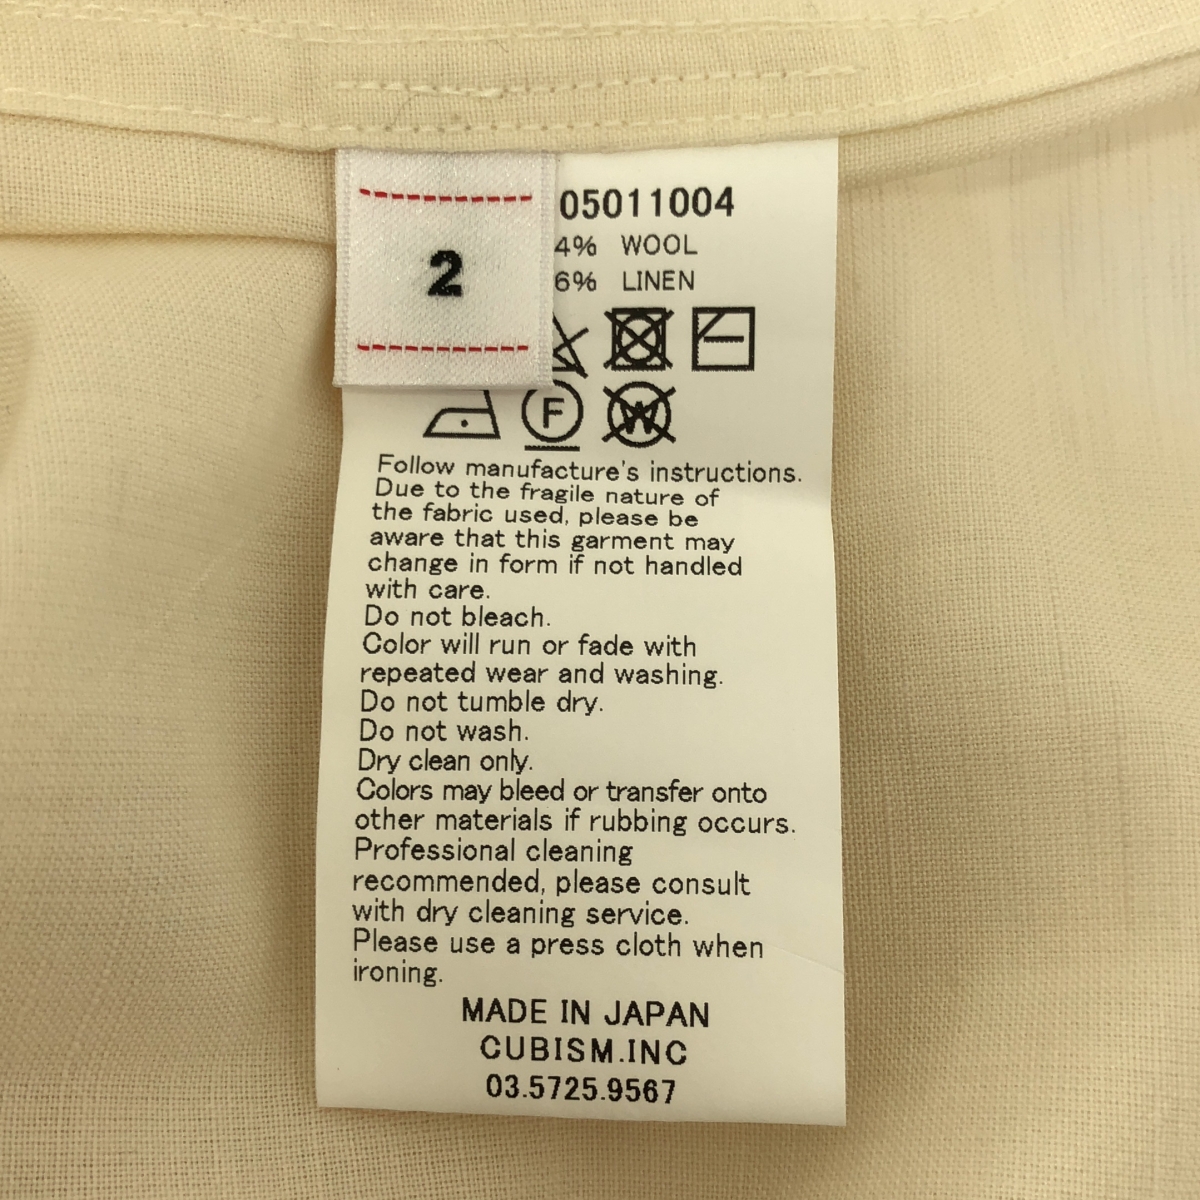 2
05011004
4% WOOL
6% LINEN
F
W
Follow manufacture's instructions.
Due to the fragile nature of
the fabric used, please be
aware that this garment may
change in form if not handled
with care.
Do not bleach.
Color will run or fade with
repeated wear and washing.
Do not tumble dry.
Do not wash.
Dry clean only.
Colors may bleed or transfer onto
other materials if rubbing occurs.
Professional cleaning
recommended, please consult
with dry cleaning service.
Please use a press cloth when
ironing.
MADE IN JAPAN
CUBISM.INC
03.5725.9567